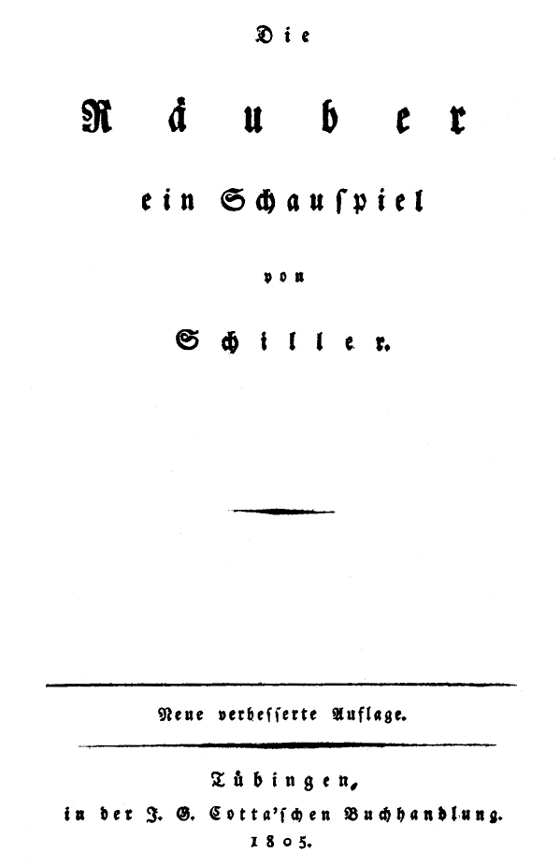 Die
Räuber
ein Schauſpiel
von
Schiller.
Neue verbeſſerte Auflage.
Tübingen,
in der J. G. Cotta'ſchen Buchhandlung.
1805.